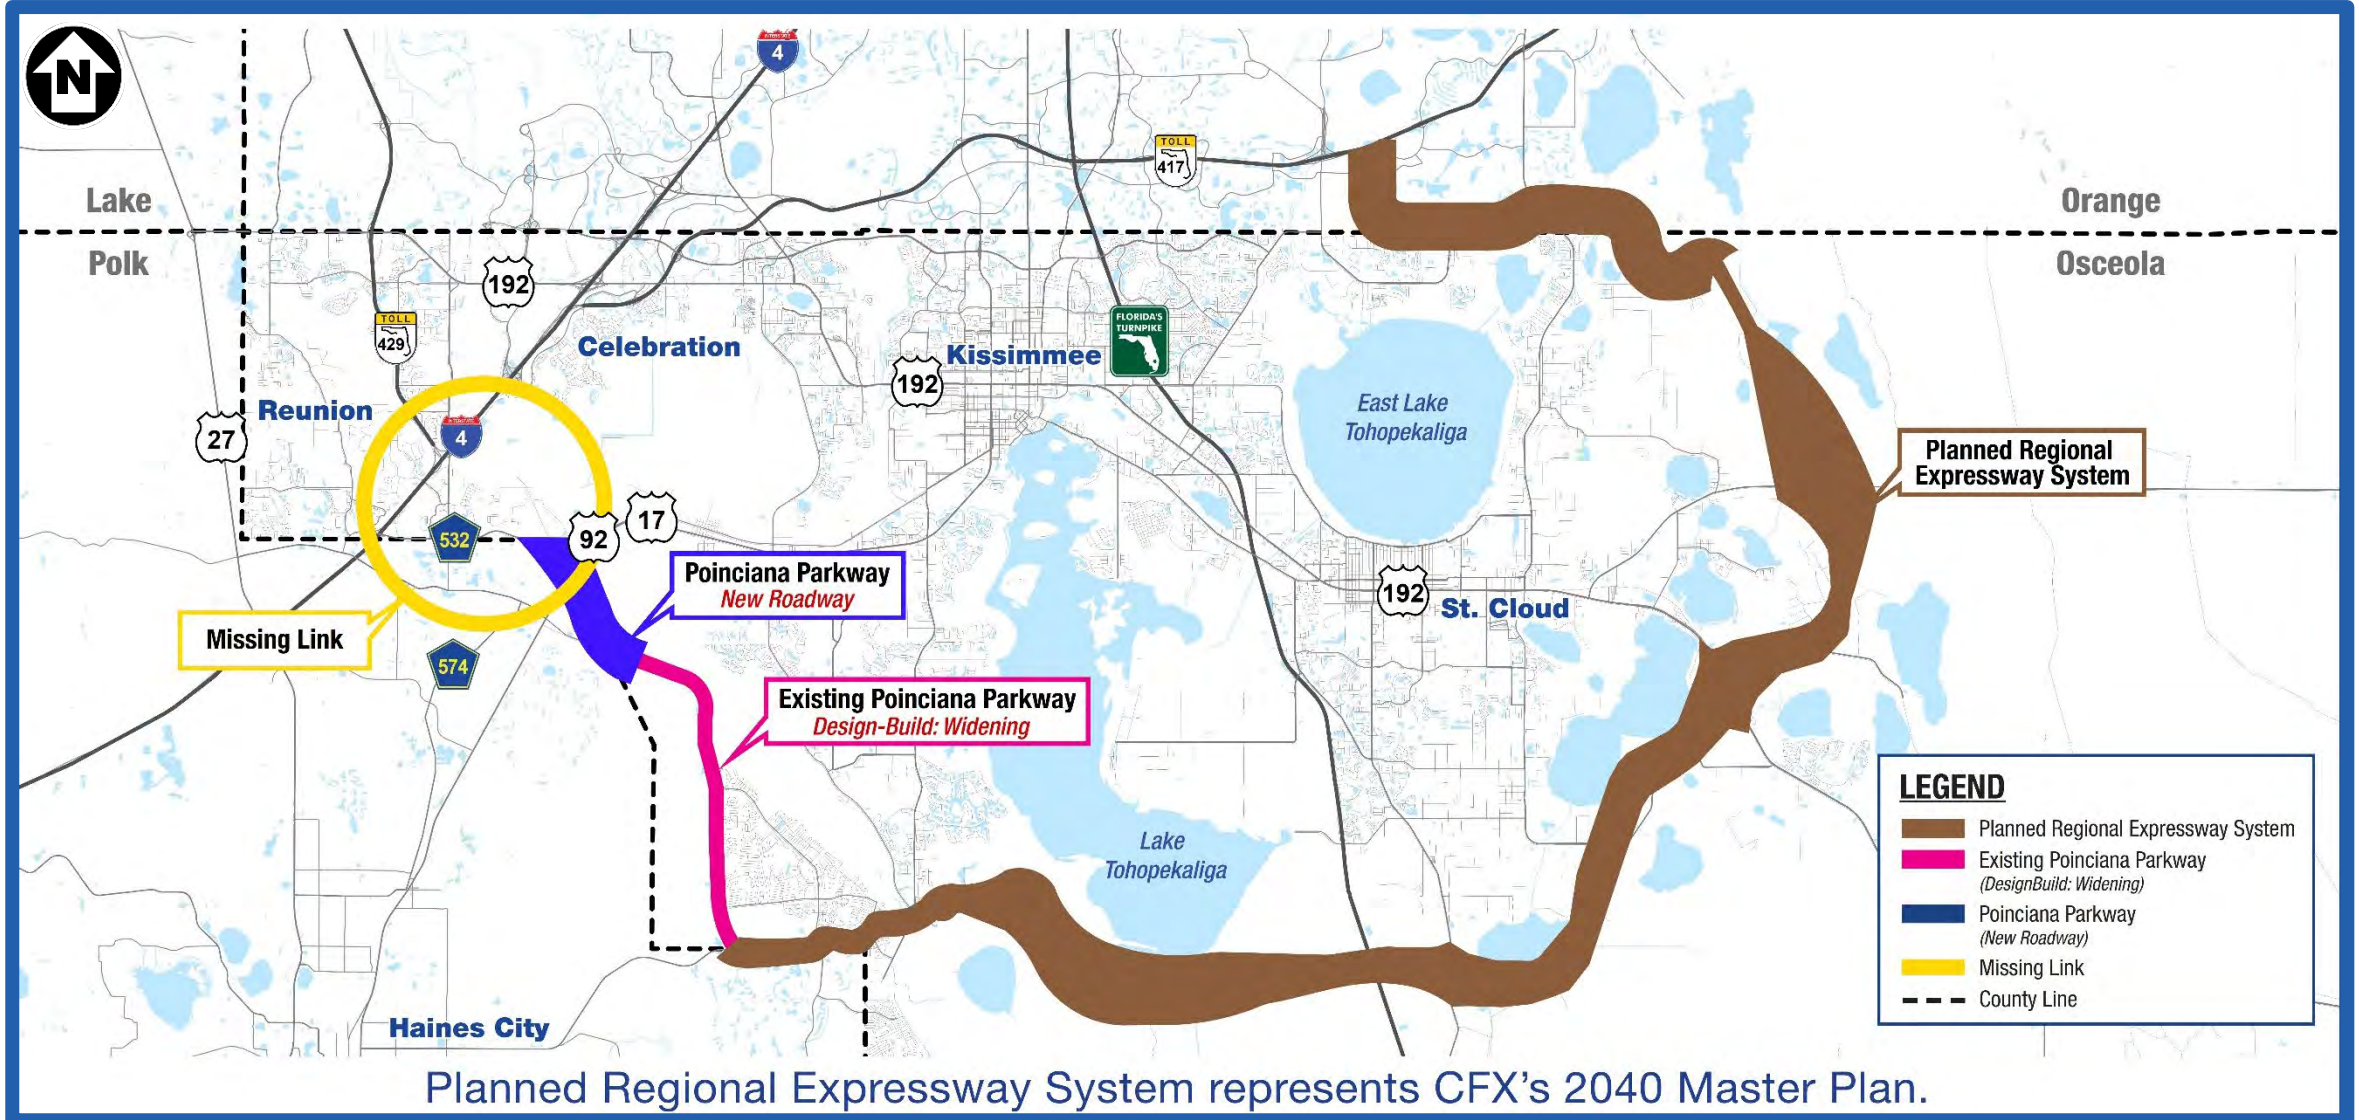 N
INTERSTATE
4
TOLL
417
Lake
Orange
Polk
Osceola
192
TOLL
429
FLORIDA'S
TURNPIKE
Celebration
Kissimmee
192
Reunion
27
INTERSTATE
4
East Lake
Tohopekaliga
Planned Regional
Expressway System
17
92
532
Poinciana Parkway
New Roadway
192
St. Cloud
Missing Link
574
Existing Poinciana Parkway
Design-Build: Widening
Lake
Tohopekaliga
LEGEND
Planned Regional Expressway System
Existing Poinciana Parkway
(DesignBuild: Widening)
Poinciana Parkway
(New Roadway)
Missing Link
County Line
Haines City
Planned Regional Expressway System represents CFX's 2040 Master Plan.